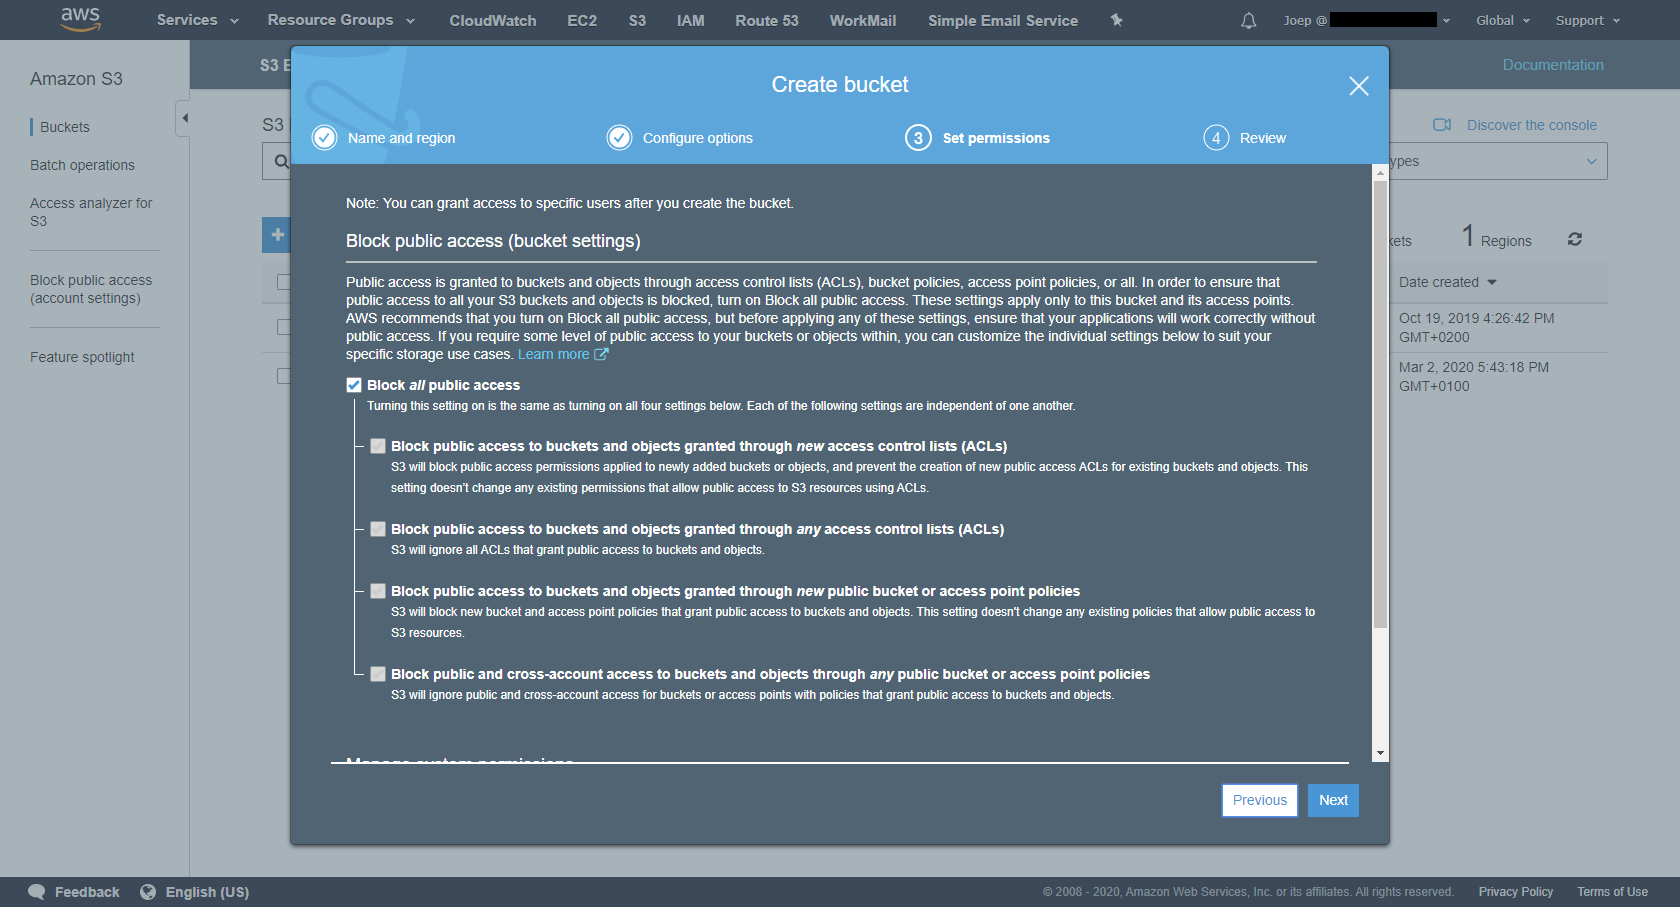 aws
Services Resource Groups CloudWatch EC2 S3 IAM Route 53 WorkMail Simple Email Service Joep @ Global Support
Amazon S3
Buckets
Batch operations
Access analyzer for
S3
Block public access
(account settings)
Feature spotlight
S3 B
Documentation
S3
Discover the console
ypes
kets 1 Regions
Date created
Oct 19, 2019 4:26:42 PM
GMT+0200
Mar 2, 2020 5:43:18 PM
GMT+0100
Create bucket
Name and region Configure options 3 Set permissions 4 Review
Note: You can grant access to specific users after you create the bucket.
Block public access (bucket settings)
Public access is granted to buckets and objects through access control lists (ACLs), bucket policies, access point policies, or all. In order to ensure that
public access to all your S3 buckets and objects is blocked, turn on Block all public access. These settings apply only to this bucket and its access points.
AWS recommends that you turn on Block all public access, but before applying any of these settings, ensure that your applications will work correctly without
public access. If you require some level of public access to your buckets or objects within, you can customize the individual settings below to suit your
specific storage use cases. Learn more
Block all public access
Turning this setting on is the same as turning on all four settings below. Each of the following settings are independent of one another.
Block public access to buckets and objects granted through new access control lists (ACLs)
S3 will block public access permissions applied to newly added buckets or objects, and prevent the creation of new public access ACLs for existing buckets and objects. This
setting doesn't change any existing permissions that allow public access to S3 resources using ACLs.
Block public access to buckets and objects granted through any access control lists (ACLs)
S3 will ignore all ACLs that grant public access to buckets and objects.
Block public access to buckets and objects granted through new public bucket or access point policies
S3 will block new bucket and access point policies that grant public access to buckets and objects. This setting doesn't change any existing policies that allow public access to
S3 resources.
Block public and cross-account access to buckets and objects through any public bucket or access point policies
S3 will ignore public and cross-account access for buckets or access points with policies that grant public access to buckets and objects.
Manage system permissions
Previous Next
Feedback English (US)
© 2008 - 2020, Amazon Web Services, Inc. or its affiliates. All rights reserved. Privacy Policy Terms of Use